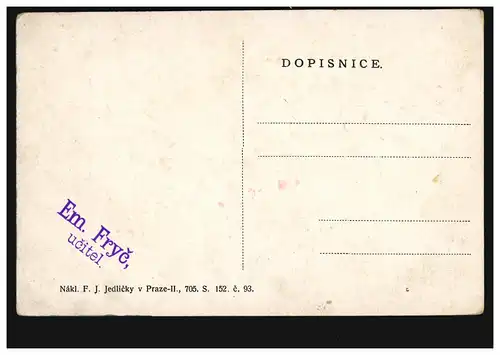 DOPISNICE.
Em. Fryč,
učitel.
Nákl. F. J. Jedličky v Praze-II., 705. S. 152. č. 93.